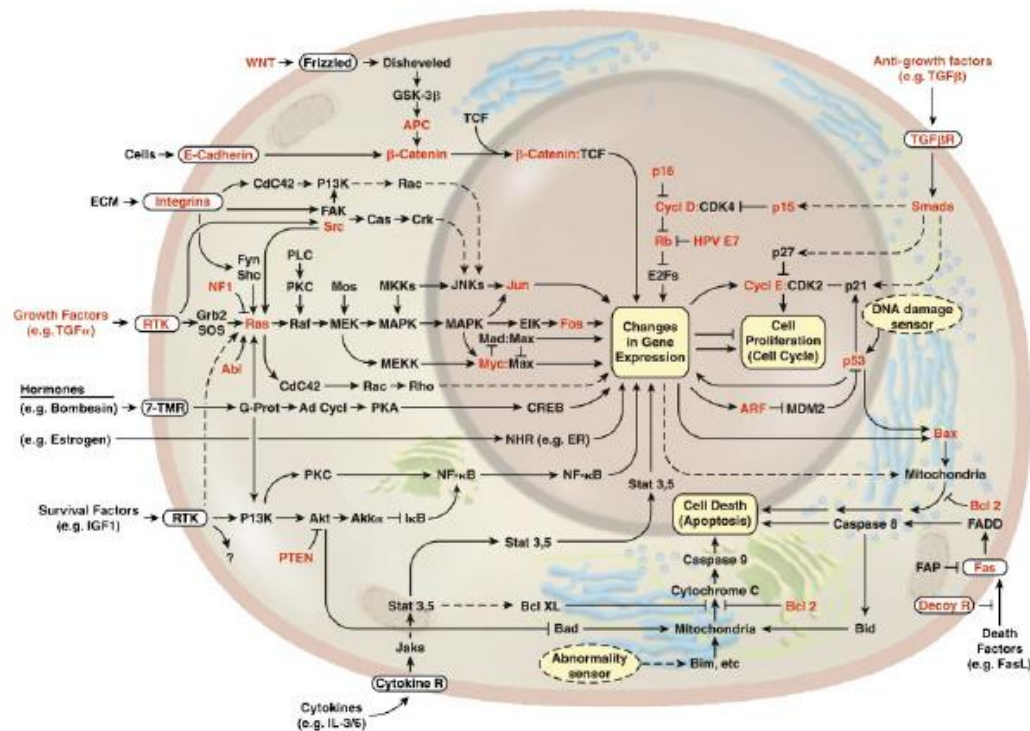 WNT Frizzled Disheveled
GSK-3β
APC
TCF
Cells E-Cadherin β-Catenin β-Catenin:TCF
ECM Integrins CdC42 P13K Rac
FAK
Src Cas Crk
Fyn
Shc
NF1
PLC
PKC
Mos
MKKs JNKs Jun
Growth Factors
(e.g. TGFα)
RTK Grb2
SOS
Ras Raf MEK MAPK MAPK ElK Fos
Mad:Max
MEKK Myc:Max
Abl
CdC42 Rac Rho
Hormones
(e.g. Bombesin) 7-TMR G-Prot Ad Cycl PKA CREB
(e.g. Estrogen) NHR (e.g. ER)
PKC NF-κB NF-κB
Survival Factors
(e.g. IGF1)
RTK P13K Akt Akkα IκB
?
PTEN
Stat 3,5
Stat 3,5
Stat 3,5 Bcl XL
Jaks
Cytokine R
Cytokines
(e.g. IL-3/6)
Bad Mitochondria
Abnormality
sensor
Bim, etc
Cytochrome C
Caspase 9
Cell Death
(Apoptosis)
Bcl 2
Bid
Changes
in Gene
Expression
Cell
Proliferation
(Cell Cycle)
p16
Cycl D:CDK4 p15
Rb HPV E7
E2Fs
p27
Cycl E:CDK2 p21
Anti-growth factors
(e.g. TGFβ)
TGFβR
Smads
DNA damage
sensor
p53
ARF MDM2
Bax
Mitochondria
Bcl 2
Caspase 8 FADD
FAP Fas
Decoy R
Death
Factors
(e.g. FasL)